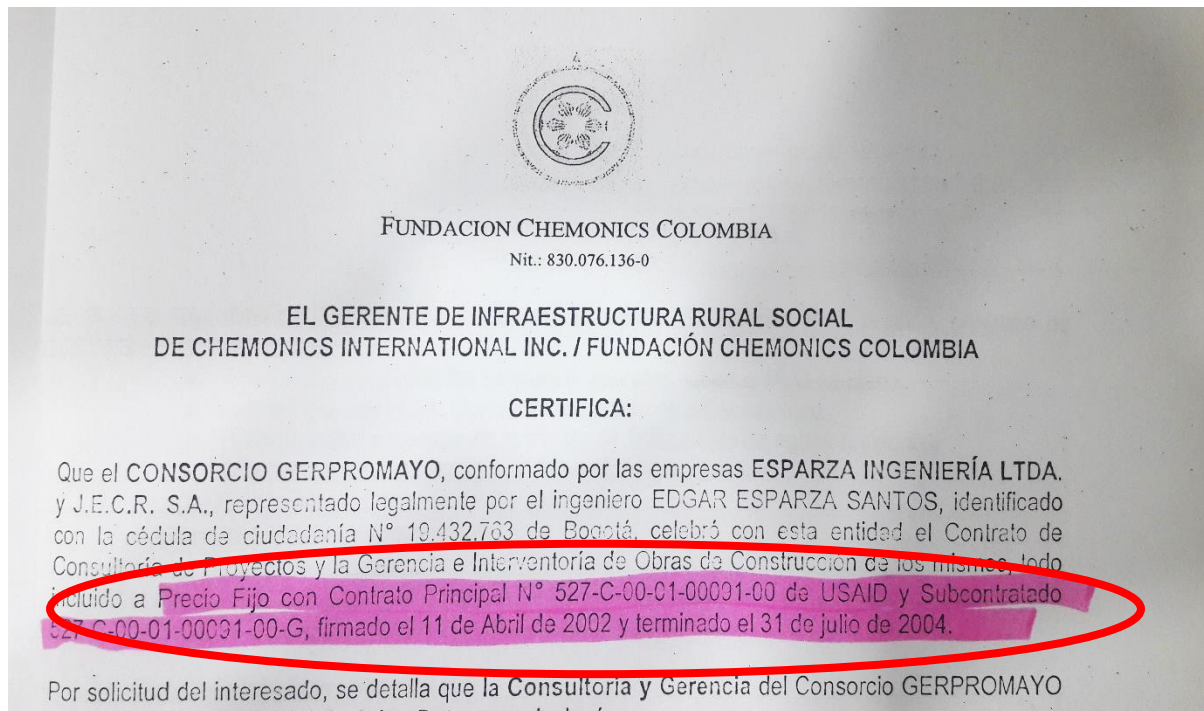 FUNDACION CHEMONICS COLOMBIA
Nit.: 830.076.136-0
EL GERENTE DE INFRAESTRUCTURA RURAL SOCIAL
DE CHEMONICS INTERNATIONAL INC. / FUNDACIÓN CHEMONICS COLOMBIA
CERTIFICA:
Que el CONSORCIO GERPROMAYO, conformado por las empresas ESPARZA INGENIERÍA LTDA.
y J.E.C.R. S.A., representado legalmente por el ingeniero EDGAR ESPARZA SANTOS, identificado
con la cédula de ciudadanía N° 19.432.763 de Bogotá, celebró con esta entidad el Contrato de
Consultoría de Proyectos y la Gerencia e Interventoría de Obras de Construcción de los mismos, todo
incluido a Precio Fijo con Contrato Principal N° 527-C-00-01-00091-00 de USAID y Subcontratado
527-C-00-01-00091-00-G, firmado el 11 de Abril de 2002 y terminado el 31 de julio de 2004.
Por solicitud del interesado, se detalla que la Consultoria y Gerencia del Consorcio GERPROMAYO